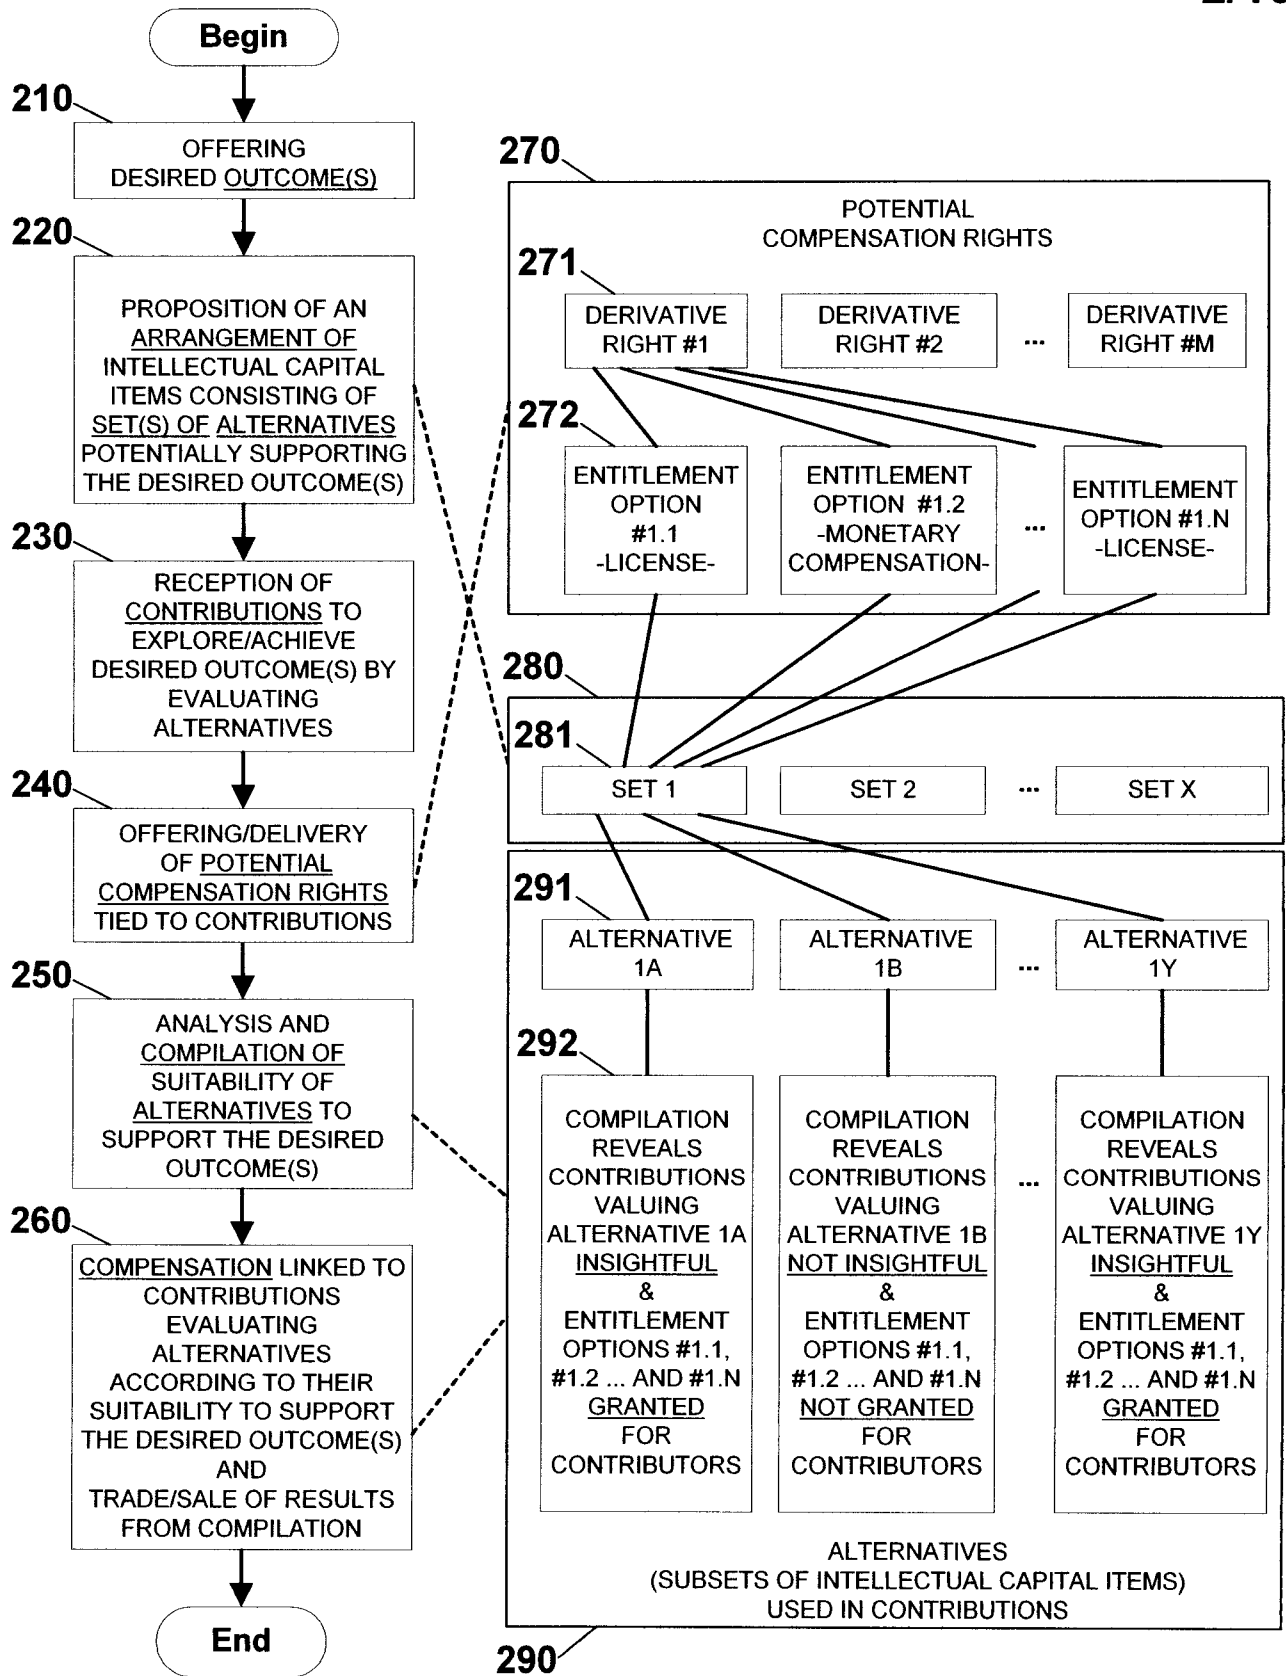 Begin
210
OFFERING
DESIRED OUTCOME(S)
220
PROPOSITION OF AN
ARRANGEMENT OF
INTELLECTUAL CAPITAL
ITEMS CONSISTING OF
SET(S) OF ALTERNATIVES
POTENTIALLY SUPPORTING
THE DESIRED OUTCOME(S)
230
RECEPTION OF
CONTRIBUTIONS TO
EXPLORE/ACHIEVE
DESIRED OUTCOME(S) BY
EVALUATING
ALTERNATIVES
240
OFFERING/DELIVERY
OF POTENTIAL
COMPENSATION RIGHTS
TIED TO CONTRIBUTIONS
250
ANALYSIS AND
COMPILATION OF
SUITABILITY OF
ALTERNATIVES TO
SUPPORT THE DESIRED
OUTCOME(S)
260
COMPENSATION LINKED TO
CONTRIBUTIONS
EVALUATING
ALTERNATIVES
ACCORDING TO THEIR
SUITABILITY TO SUPPORT
THE DESIRED OUTCOME(S)
AND
TRADE/SALE OF RESULTS
FROM COMPILATION
End
270
POTENTIAL
COMPENSATION RIGHTS
271
DERIVATIVE
RIGHT #1
DERIVATIVE
RIGHT #2
...
DERIVATIVE
RIGHT #M
272
ENTITLEMENT
OPTION
#1.1
-LICENSE-
ENTITLEMENT
OPTION #1.2
-MONETARY
COMPENSATION-
...
ENTITLEMENT
OPTION #1.N
-LICENSE-
280
281
SET 1
SET 2
...
SET X
291
ALTERNATIVE
1A
ALTERNATIVE
1B
...
ALTERNATIVE
1Y
292
COMPILATION
REVEALS
CONTRIBUTIONS
VALUING
ALTERNATIVE 1A
INSIGHTFUL
&
ENTITLEMENT
OPTIONS #1.1,
#1.2 ... AND #1.N
GRANTED
FOR
CONTRIBUTORS
COMPILATION
REVEALS
CONTRIBUTIONS
VALUING
ALTERNATIVE 1B
NOT INSIGHTFUL
&
ENTITLEMENT
OPTIONS #1.1,
#1.2 ... AND #1.N
NOT GRANTED
FOR
CONTRIBUTORS
...
COMPILATION
REVEALS
CONTRIBUTIONS
VALUING
ALTERNATIVE 1Y
INSIGHTFUL
&
ENTITLEMENT
OPTIONS #1.1,
#1.2 ... AND #1.N
GRANTED
FOR
CONTRIBUTORS
ALTERNATIVES
(SUBSETS OF INTELLECTUAL CAPITAL ITEMS)
USED IN CONTRIBUTIONS
290